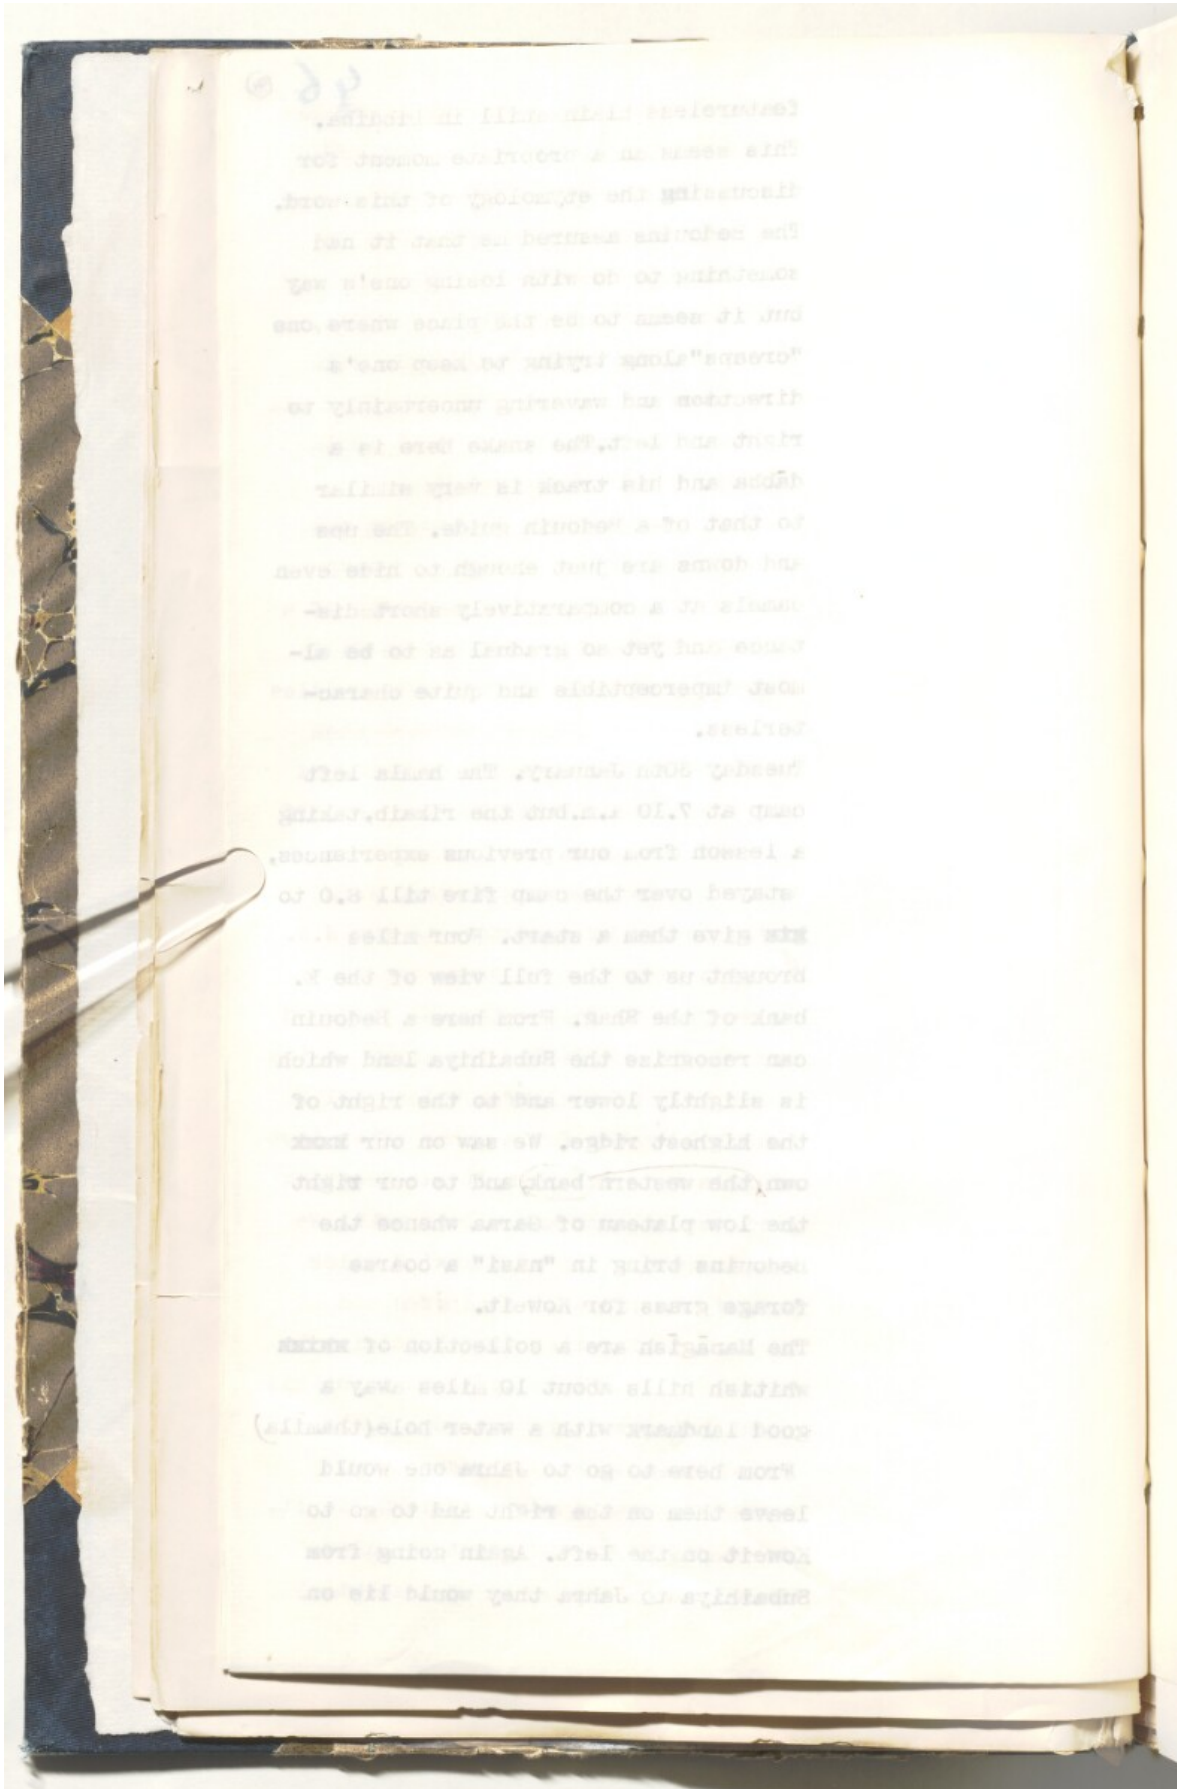 46
featureless plain still in
This seems an a propriate moment for
discussing the etymology of this word.
The Bedouins assured us that it had
something to do with losing one's way
but it seems to be the place where one
"creeps"along trying to keep one's
direction and wavering uncertainly to
right and left.The snake here is a
dābba and his track is very similar
to that of a Bedouin guide. The ups
and downs are just enough to hide even
camels at a comparatively short dis-
tance and yet so gradual as to be al-
most imperceptible and quite charac-
terless.
Tuesday 30th January. The hamla left
camp at 7.10 a.m.but the rikaib,taking
a lesson from our previous experiences,
stayed over the camp fire till 8.0 to
give them a start. Four miles
brought us to the full view of the E.
bank of the Shak. From here a Bedouin
can recognise the Subaihiya land which
is slightly lower and to the right of
the highest ridge. We saw on our
own,the western bank,and to our right
the low plateau of Garaa whence the
bedouins bring in "nasi" a coarse
forage grass for Koweit.
The Manāgīsh are a collection of
whitish hills about 10 miles away a
good landmark with a water hole(thamila)
From here to go to Jahra one would
leave them on the right and to go to
Koweit on the left. Again going from
Subaihiya to Jahra they would lie on